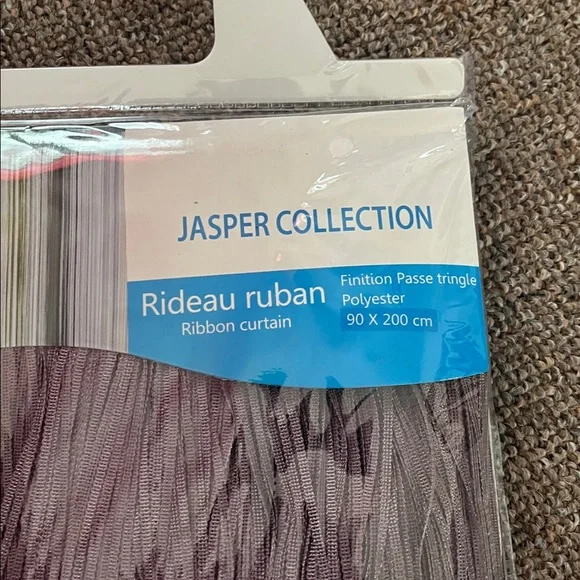 JASPER COLLECTION
Rideau ruban
Ribbon curtain
Finition Passe tringle
Polyester
90 X 200 cm